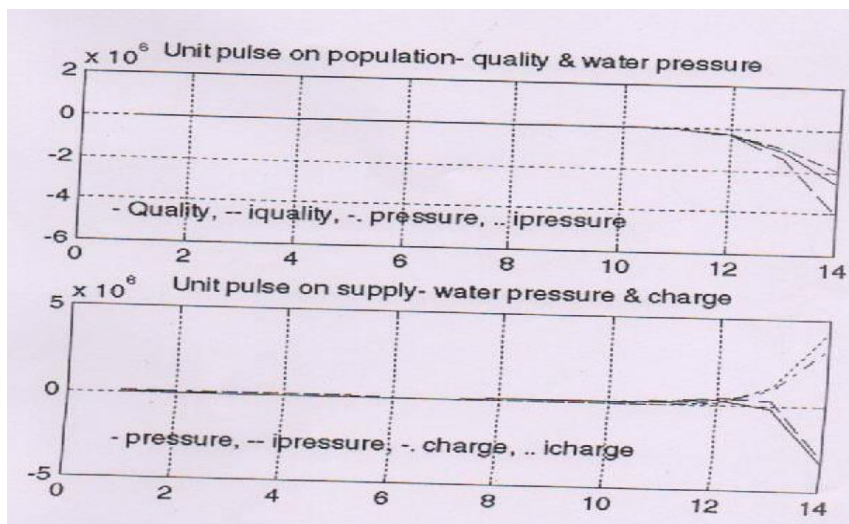 x 10^6 Unit pulse on population- quality & water pressure
2
0
-2
-4
-6
- Quality, -- iquality, -. pressure, .. ipressure
0 2 4 6 8 10 12 14
x 10^6 Unit pulse on supply- water pressure & charge
5
0
-5
- pressure, -- ipressure, -. charge, .. icharge
0 2 4 6 8 10 12 14